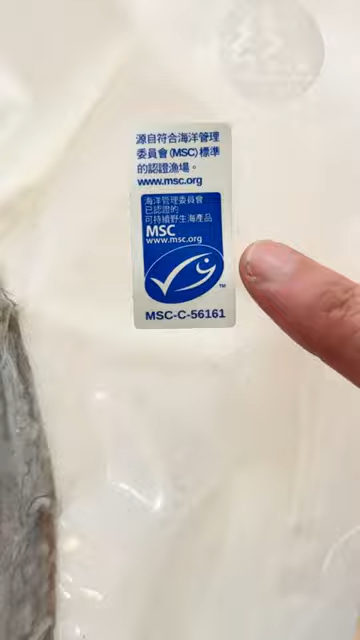 源自符合海洋管理
委員會(MSC)標準
的認證漁場。
www.msc.org
海洋管理委員會
已認證的
可持續野生海產品
MSC
www.msc.org
TM
MSC-C-56161